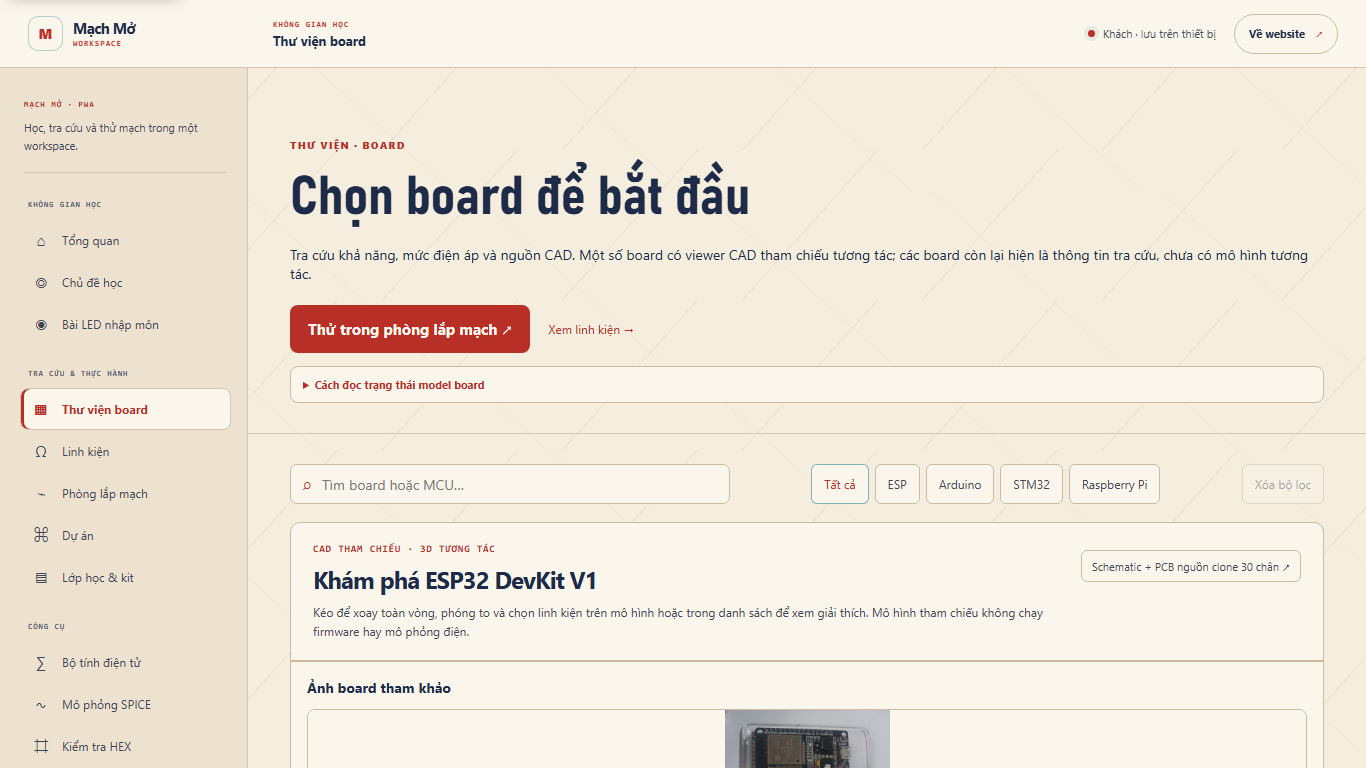 M
Mạch Mở
WORKSPACE
KHÔNG GIAN HỌC
Thư viện board
Khách · lưu trên thiết bị
Về website ↗
MẠCH MỞ · PWA
Học, tra cứu và thử mạch trong một
workspace.
KHÔNG GIAN HỌC
Tổng quan
Chủ đề học
Bài LED nhập môn
TRA CỨU & THỰC HÀNH
Thư viện board
Ω Linh kiện
Phòng lắp mạch
⌘ Dự án
Lớp học & kit
CÔNG CỤ
∑ Bộ tính điện tử
∿ Mô phỏng SPICE
Kiểm tra HEX
THƯ VIỆN · BOARD
Chọn board để bắt đầu
Tra cứu khả năng, mức điện áp và nguồn CAD. Một số board có viewer CAD tham chiếu tương tác; các board còn lại hiện là thông tin tra cứu, chưa có mô hình tương
tác.
Thử trong phòng lắp mạch ↗
Xem linh kiện →
▶ Cách đọc trạng thái model board
Tìm board hoặc MCU...
Tất cả
ESP
Arduino
STM32
Raspberry Pi
Xóa bộ lọc
CAD THAM CHIẾU · 3D TƯƠNG TÁC
Khám phá ESP32 DevKit V1
Kéo để xoay toàn vòng, phóng to và chọn linh kiện trên mô hình hoặc trong danh sách để xem giải thích. Mô hình tham chiếu không chạy
firmware hay mô phỏng điện.
Schematic + PCB nguồn clone 30 chân ↗
Ảnh board tham khảo